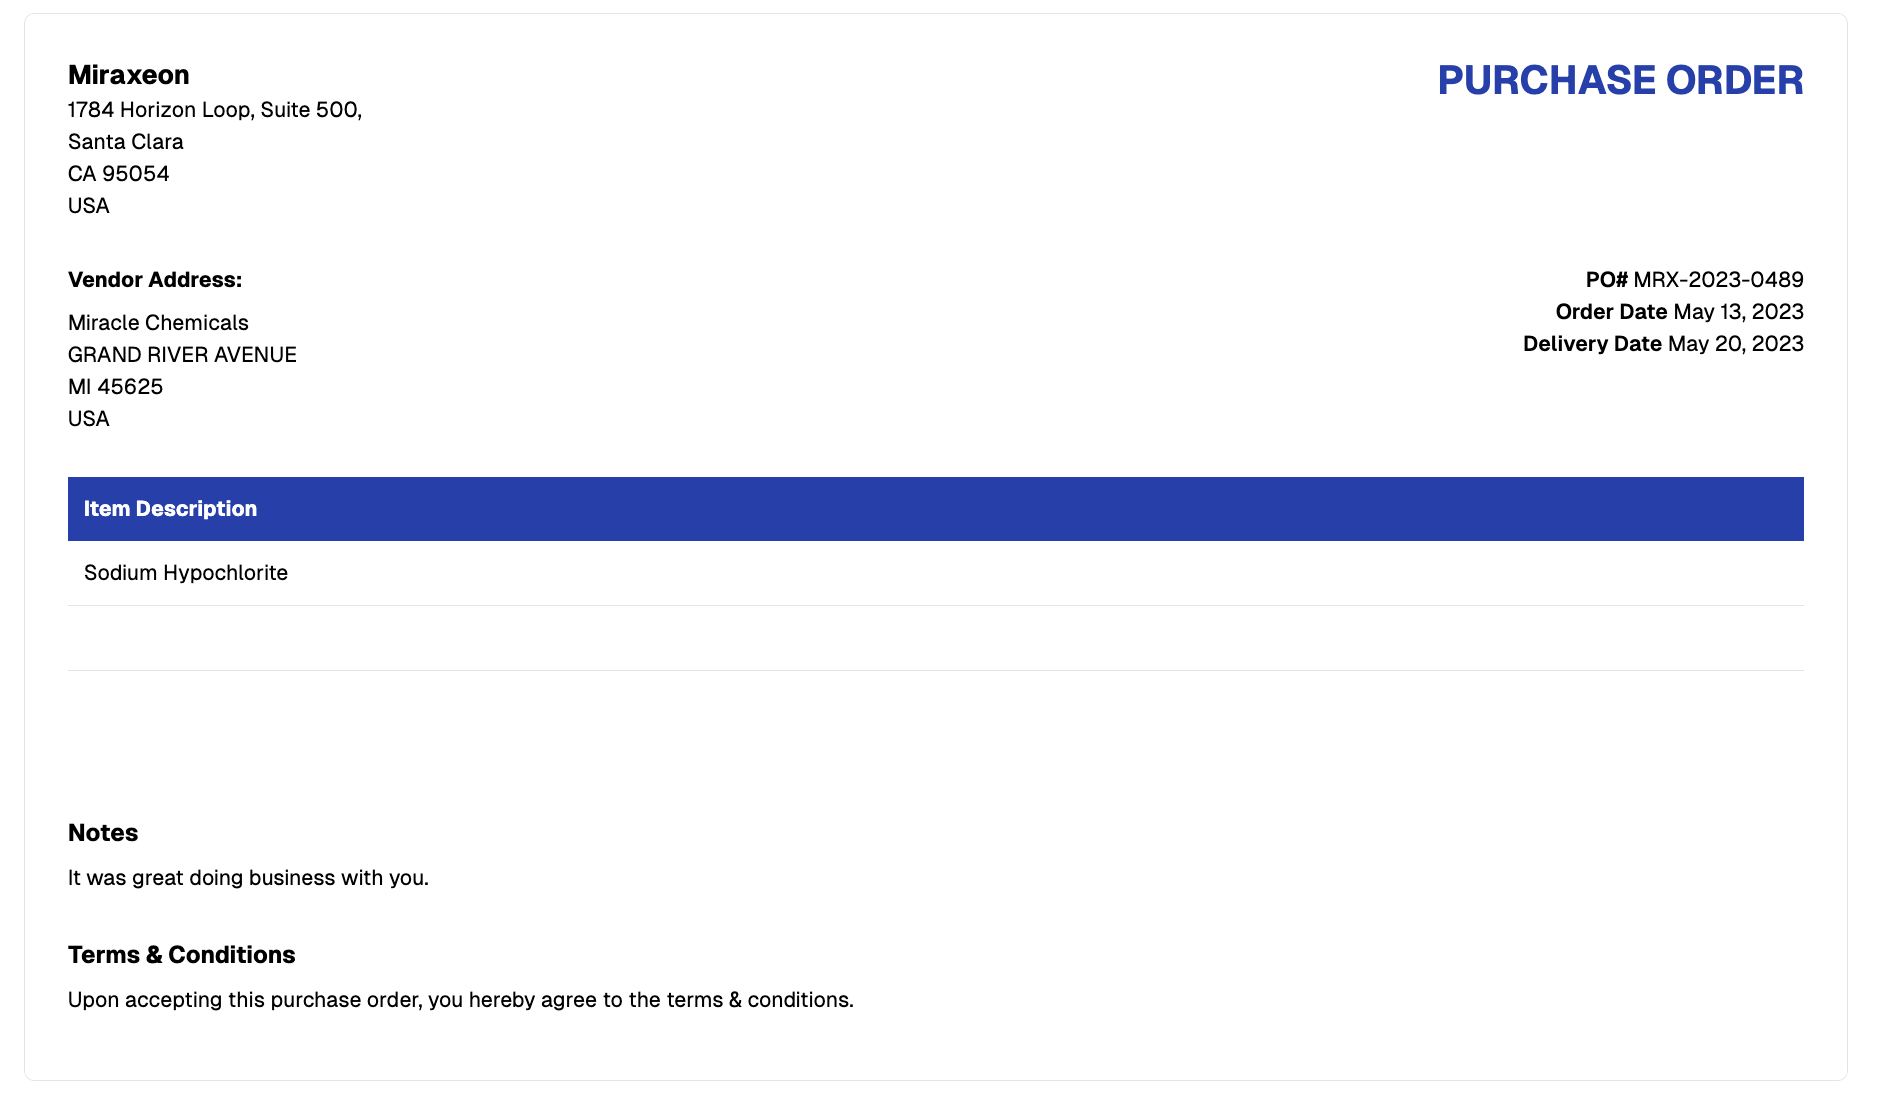 Miraxeon
1784 Horizon Loop, Suite 500,
Santa Clara
CA 95054
USA
PURCHASE ORDER
Vendor Address:
Miracle Chemicals
GRAND RIVER AVENUE
MI 45625
USA
PO# MRX-2023-0489
Order Date May 13, 2023
Delivery Date May 20, 2023
Item Description
Sodium Hypochlorite
Notes
It was great doing business with you.
Terms & Conditions
Upon accepting this purchase order, you hereby agree to the terms & conditions.